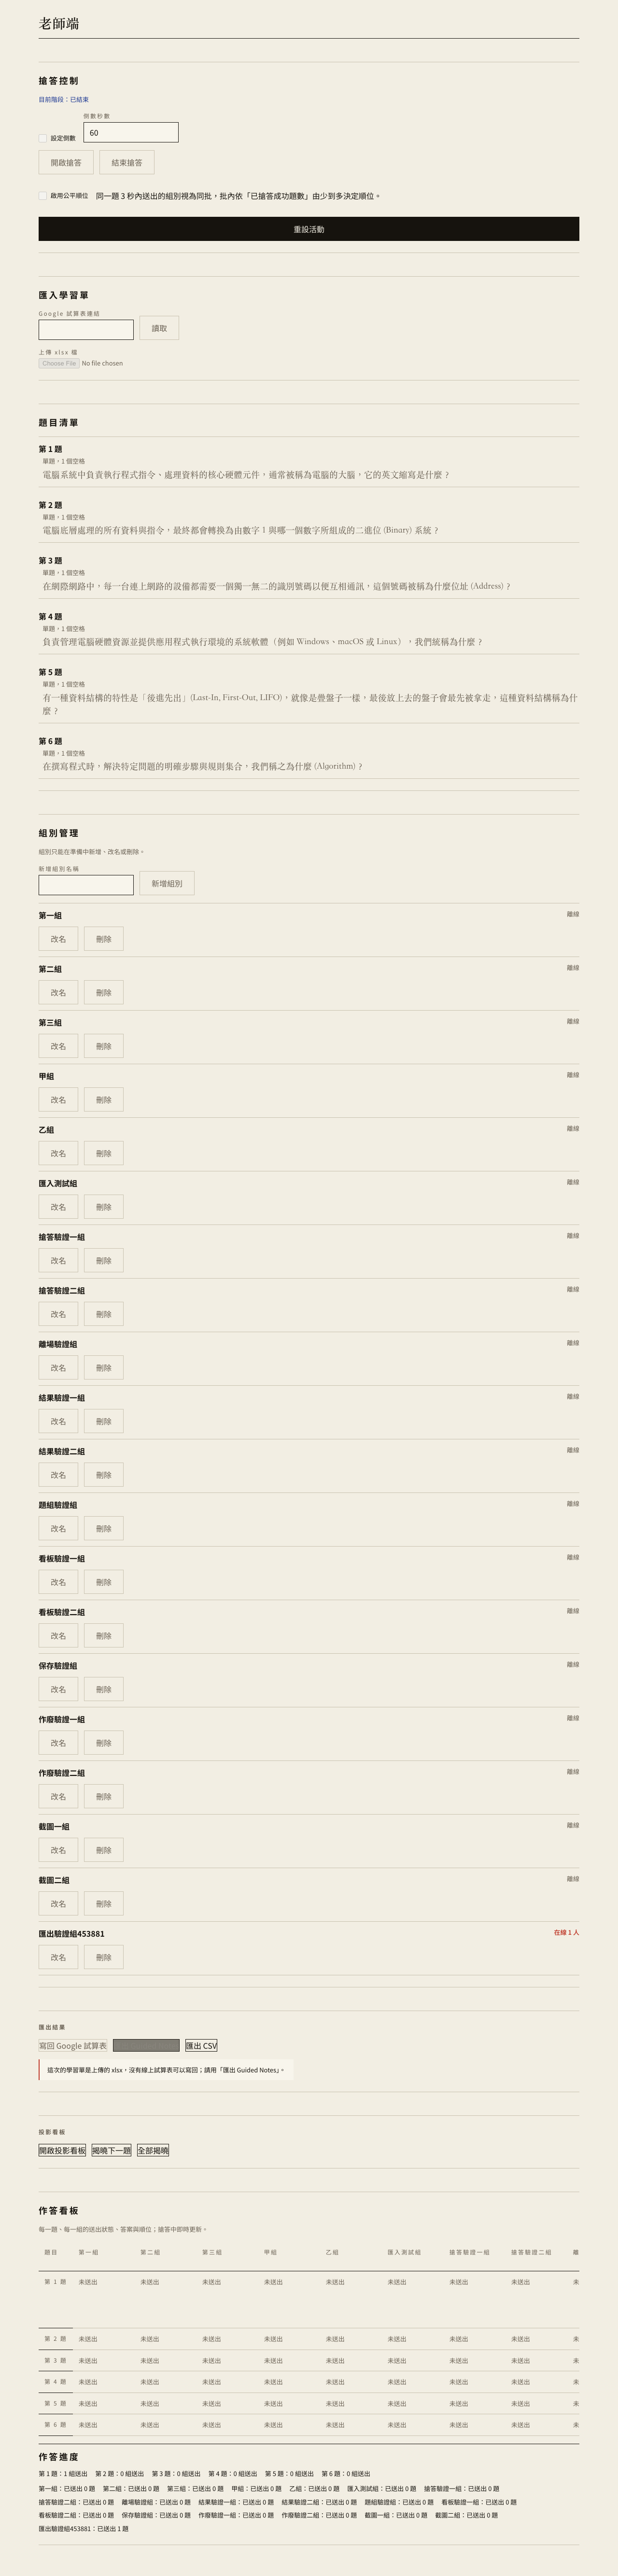 老師端
搶答控制
目前階段：已結束
倒數秒數
設定倒數
60
開啟搶答
結束搶答
啟用公平順位
同一題 3 秒內送出的組別視為同批，批內依「已搶答成功題數」由少到多決定順位。
重設活動
匯入學習單
Google 試算表連結
讀取
上傳 xlsx 檔
Choose File No file chosen
題目清單
第 1 題
單題，1 個空格
電腦系統中負責執行程式指令、處理資料的核心硬體元件，通常被稱為電腦的大腦，它的英文縮寫是什麼？
第 2 題
單題，1 個空格
電腦底層處理的所有資料與指令，最終都會轉換為由數字 1 與哪一個數字所組成的二進位 (Binary) 系統？
第 3 題
單題，1 個空格
在網際網路中，每一台連上網路的設備都需要一個獨一無二的識別號碼以便互相通訊，這個號碼被稱為什麼位址 (Address)？
第 4 題
單題，1 個空格
負責管理電腦硬體資源並提供應用程式執行環境的系統軟體（例如 Windows、macOS 或 Linux），我們統稱為什麼？
第 5 題
單題，1 個空格
有一種資料結構的特性是「後進先出」(Last-In, First-Out, LIFO)，就像是疊盤子一樣，最後放上去的盤子會最先被拿走，這種資料結構稱為什
麼？
第 6 題
單題，1 個空格
在撰寫程式時，解決特定問題的明確步驟與規則集合，我們稱之為什麼 (Algorithm)？
組別管理
組別只能在準備中新增、改名或刪除。
新增組別名稱
新增組別
第一組
離線
改名
刪除
第二組
離線
改名
刪除
第三組
離線
改名
刪除
甲組
離線
改名
刪除
乙組
離線
改名
刪除
匯入測試組
離線
改名
刪除
搶答驗證一組
離線
改名
刪除
搶答驗證二組
離線
改名
刪除
離場驗證組
離線
改名
刪除
結果驗證一組
離線
改名
刪除
結果驗證二組
離線
改名
刪除
題組驗證組
離線
改名
刪除
看板驗證一組
離線
改名
刪除
看板驗證二組
離線
改名
刪除
保存驗證組
離線
改名
刪除
作廢驗證一組
離線
改名
刪除
作廢驗證二組
離線
改名
刪除
截圖一組
離線
改名
刪除
截圖二組
離線
改名
刪除
匯出驗證組453881
在線 1 人
改名
刪除
匯出結果
寫回 Google 試算表
匯出 CSV
這次的學習單是上傳的 xlsx，沒有線上試算表可以寫回；請用「匯出 Guided Notes」。
投影看板
開啟投影看板 揭曉下一題 全部揭曉
作答看板
每一題、每一組的送出狀態、答案與順位；搶答中即時更新。
題目 第一組 第二組 第三組 甲組 乙組 匯入測試組 搶答驗證一組 搶答驗證二組 離
第 1 題 未送出 未送出 未送出 未送出 未送出 未送出 未送出 未送出 未
第 2 題 未送出 未送出 未送出 未送出 未送出 未送出 未送出 未送出 未
第 3 題 未送出 未送出 未送出 未送出 未送出 未送出 未送出 未送出 未
第 4 題 未送出 未送出 未送出 未送出 未送出 未送出 未送出 未送出 未
第 5 題 未送出 未送出 未送出 未送出 未送出 未送出 未送出 未送出 未
第 6 題 未送出 未送出 未送出 未送出 未送出 未送出 未送出 未送出 未
作答進度
第 1 題：1 組送出 第 2 題：0 組送出 第 3 題：0 組送出 第 4 題：0 組送出 第 5 題：0 組送出 第 6 題：0 組送出
第一組：已送出 0 題 第二組：已送出 0 題 第三組：已送出 0 題 甲組：已送出 0 題 乙組：已送出 0 題 匯入測試組：已送出 0 題 搶答驗證一組：已送出 0 題
搶答驗證二組：已送出 0 題 離場驗證組：已送出 0 題 結果驗證一組：已送出 0 題 結果驗證二組：已送出 0 題 題組驗證組：已送出 0 題 看板驗證一組：已送出 0 題
看板驗證二組：已送出 0 題 保存驗證組：已送出 0 題 作廢驗證一組：已送出 0 題 作廢驗證二組：已送出 0 題 截圖一組：已送出 0 題 截圖二組：已送出 0 題
匯出驗證組453881：已送出 1 題